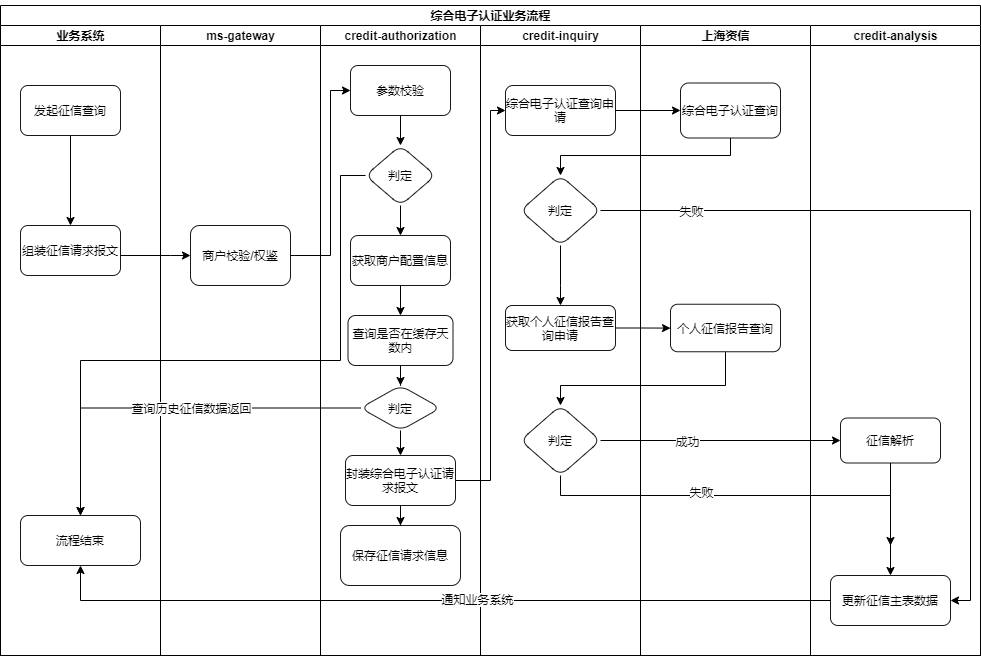 综合电子认证业务流程
业务系统
ms-gateway
credit-authorization
credit-inquiry
上海资信
credit-analysis
发起征信查询
组装征信请求报文
商户校验/权鉴
参数校验
判定
获取商户配置信息
查询是否在缓存天
数内
判定
查询历史征信数据返回
封装综合电子认证请
求报文
保存征信请求信息
流程结束
综合电子认证查询申
请
综合电子认证查询
判定
失败
获取个人征信报告查
询申请
个人征信报告查询
判定
成功
征信解析
失败
更新征信主表数据
通知业务系统